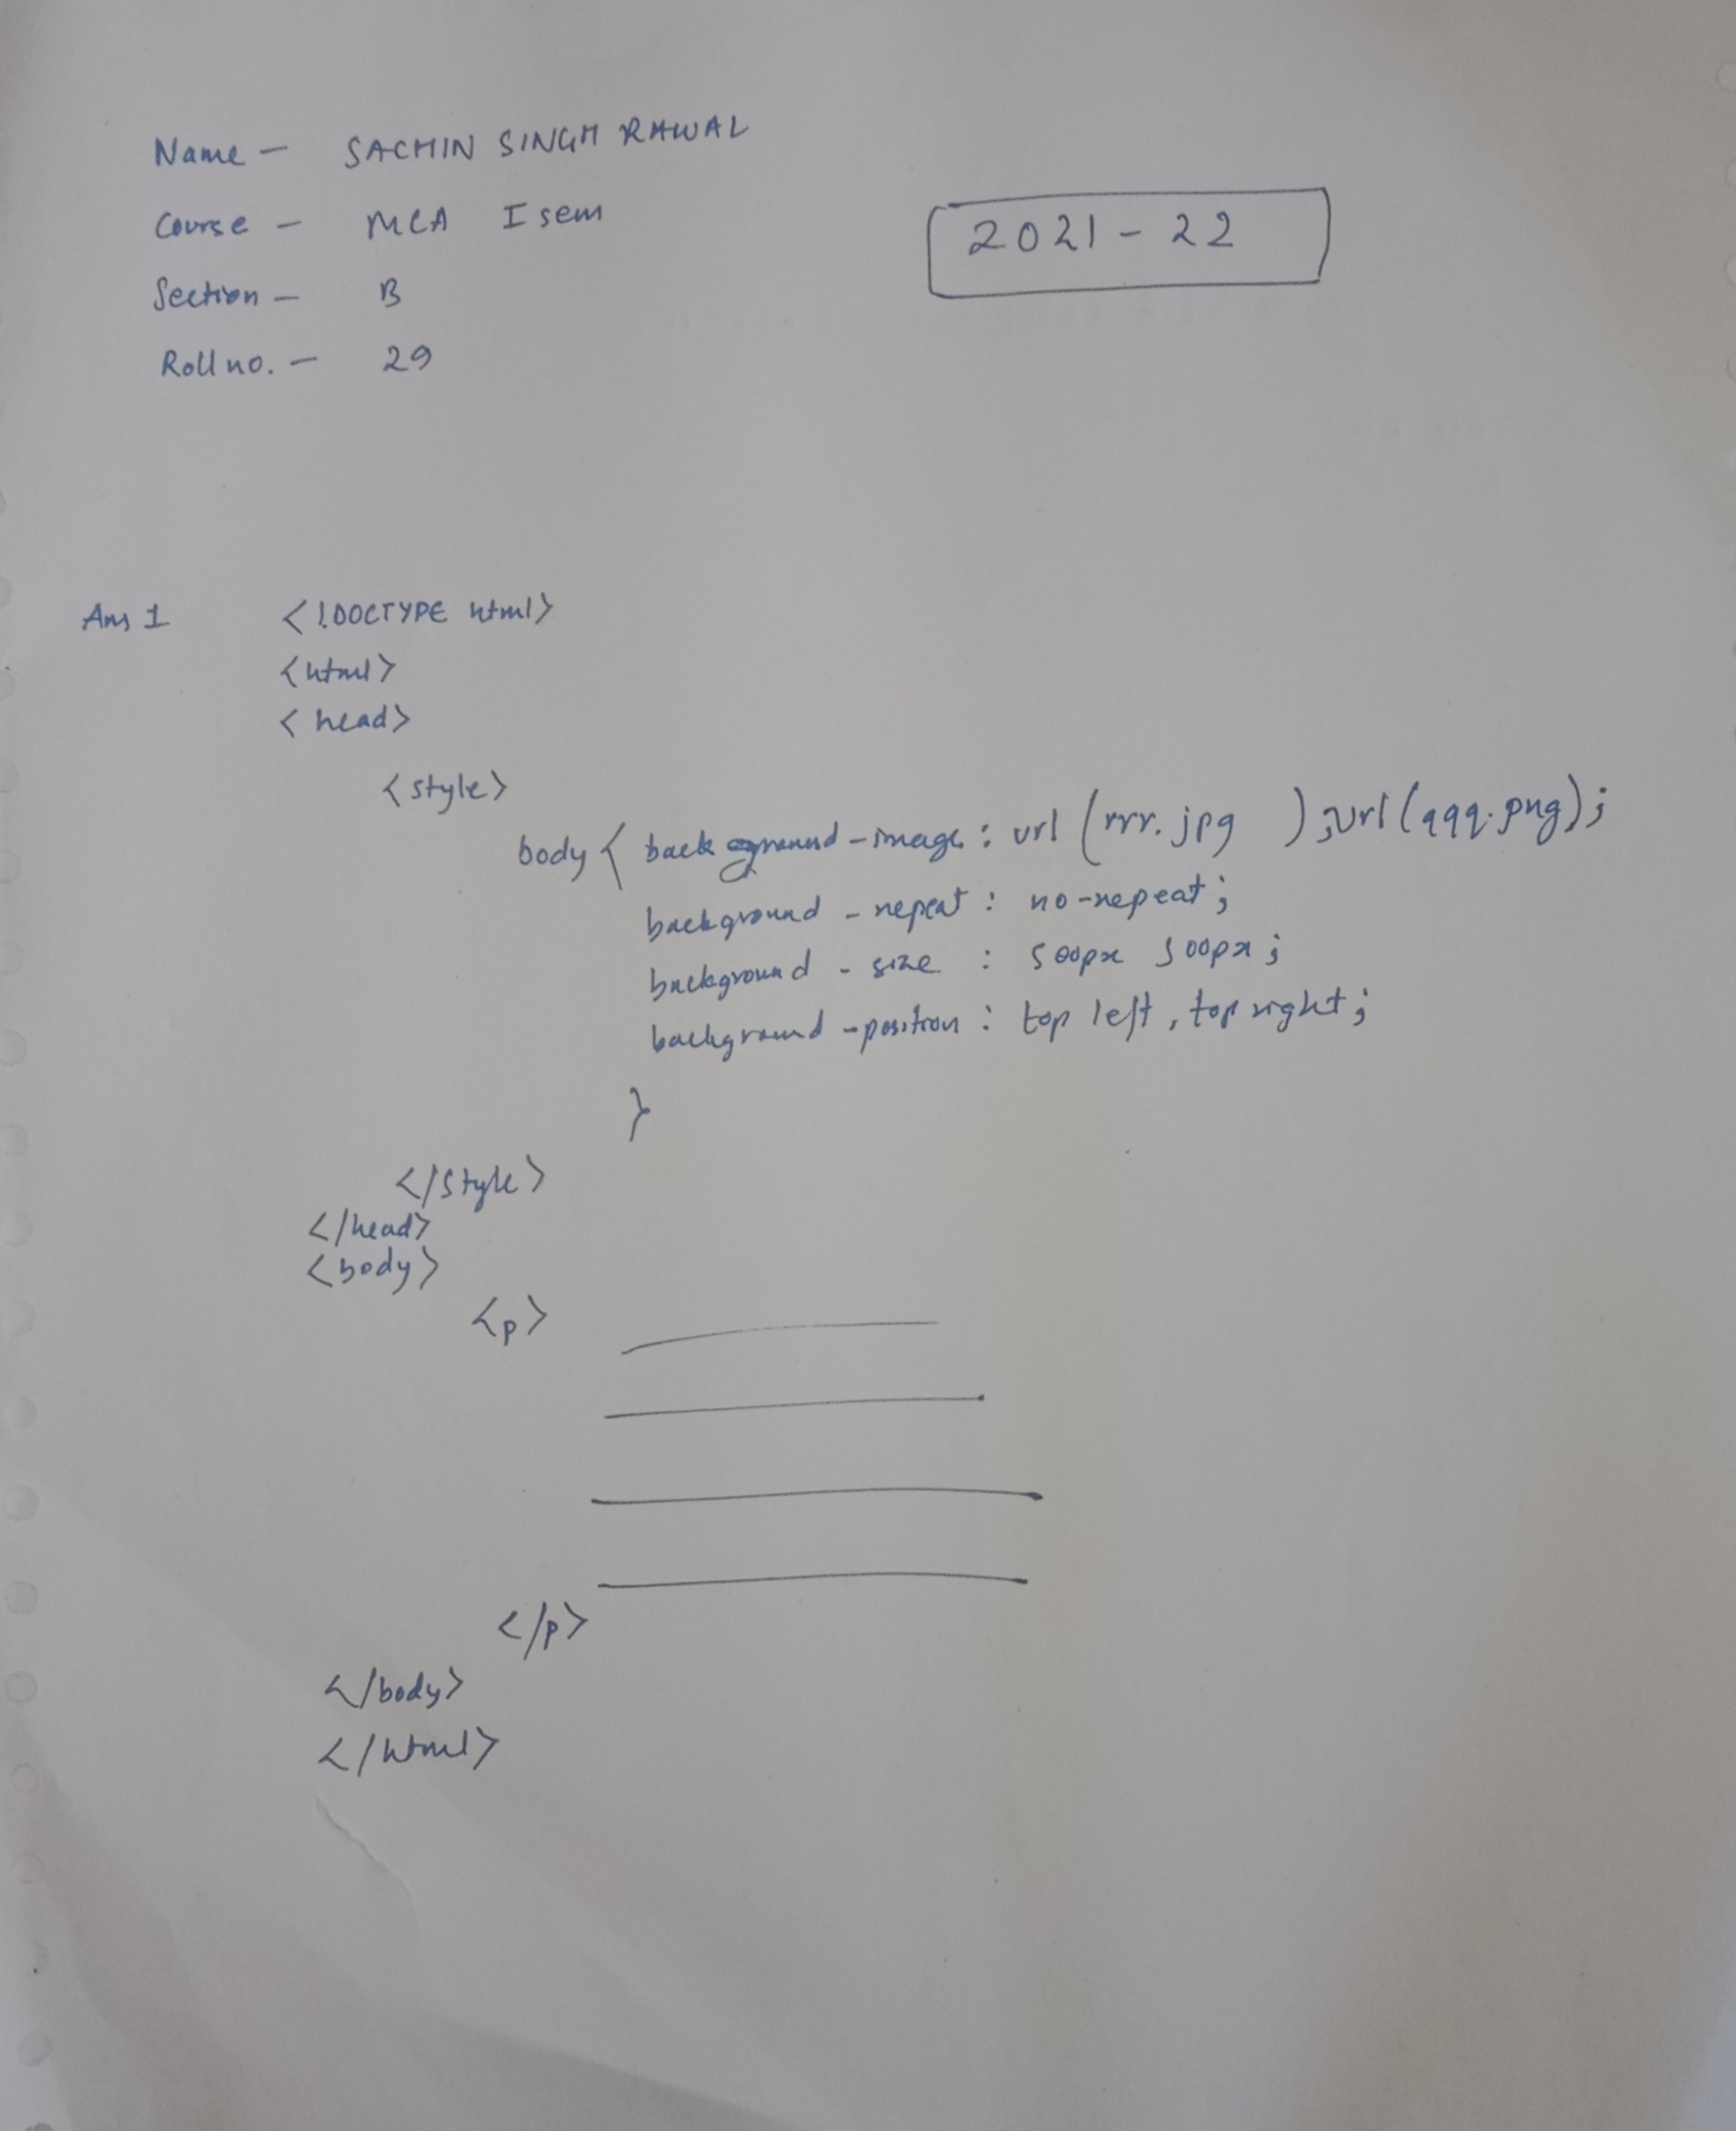 Name - SACHIN SINGH RAWAL
Course - MCA I sem
2021-22
Section - B
Roll no. - 29
Ans 1 <!DOCTYPE html>
<html>
<head>
<style>
body { background-image : url (rrr.jpg );url(qqq.png);
background - repeat : no-repeat;
background - size : 500px 500px;
background -position : top left, top right;
}
</style>
</head>
<body>
<p>
</p>
</body>
</html>